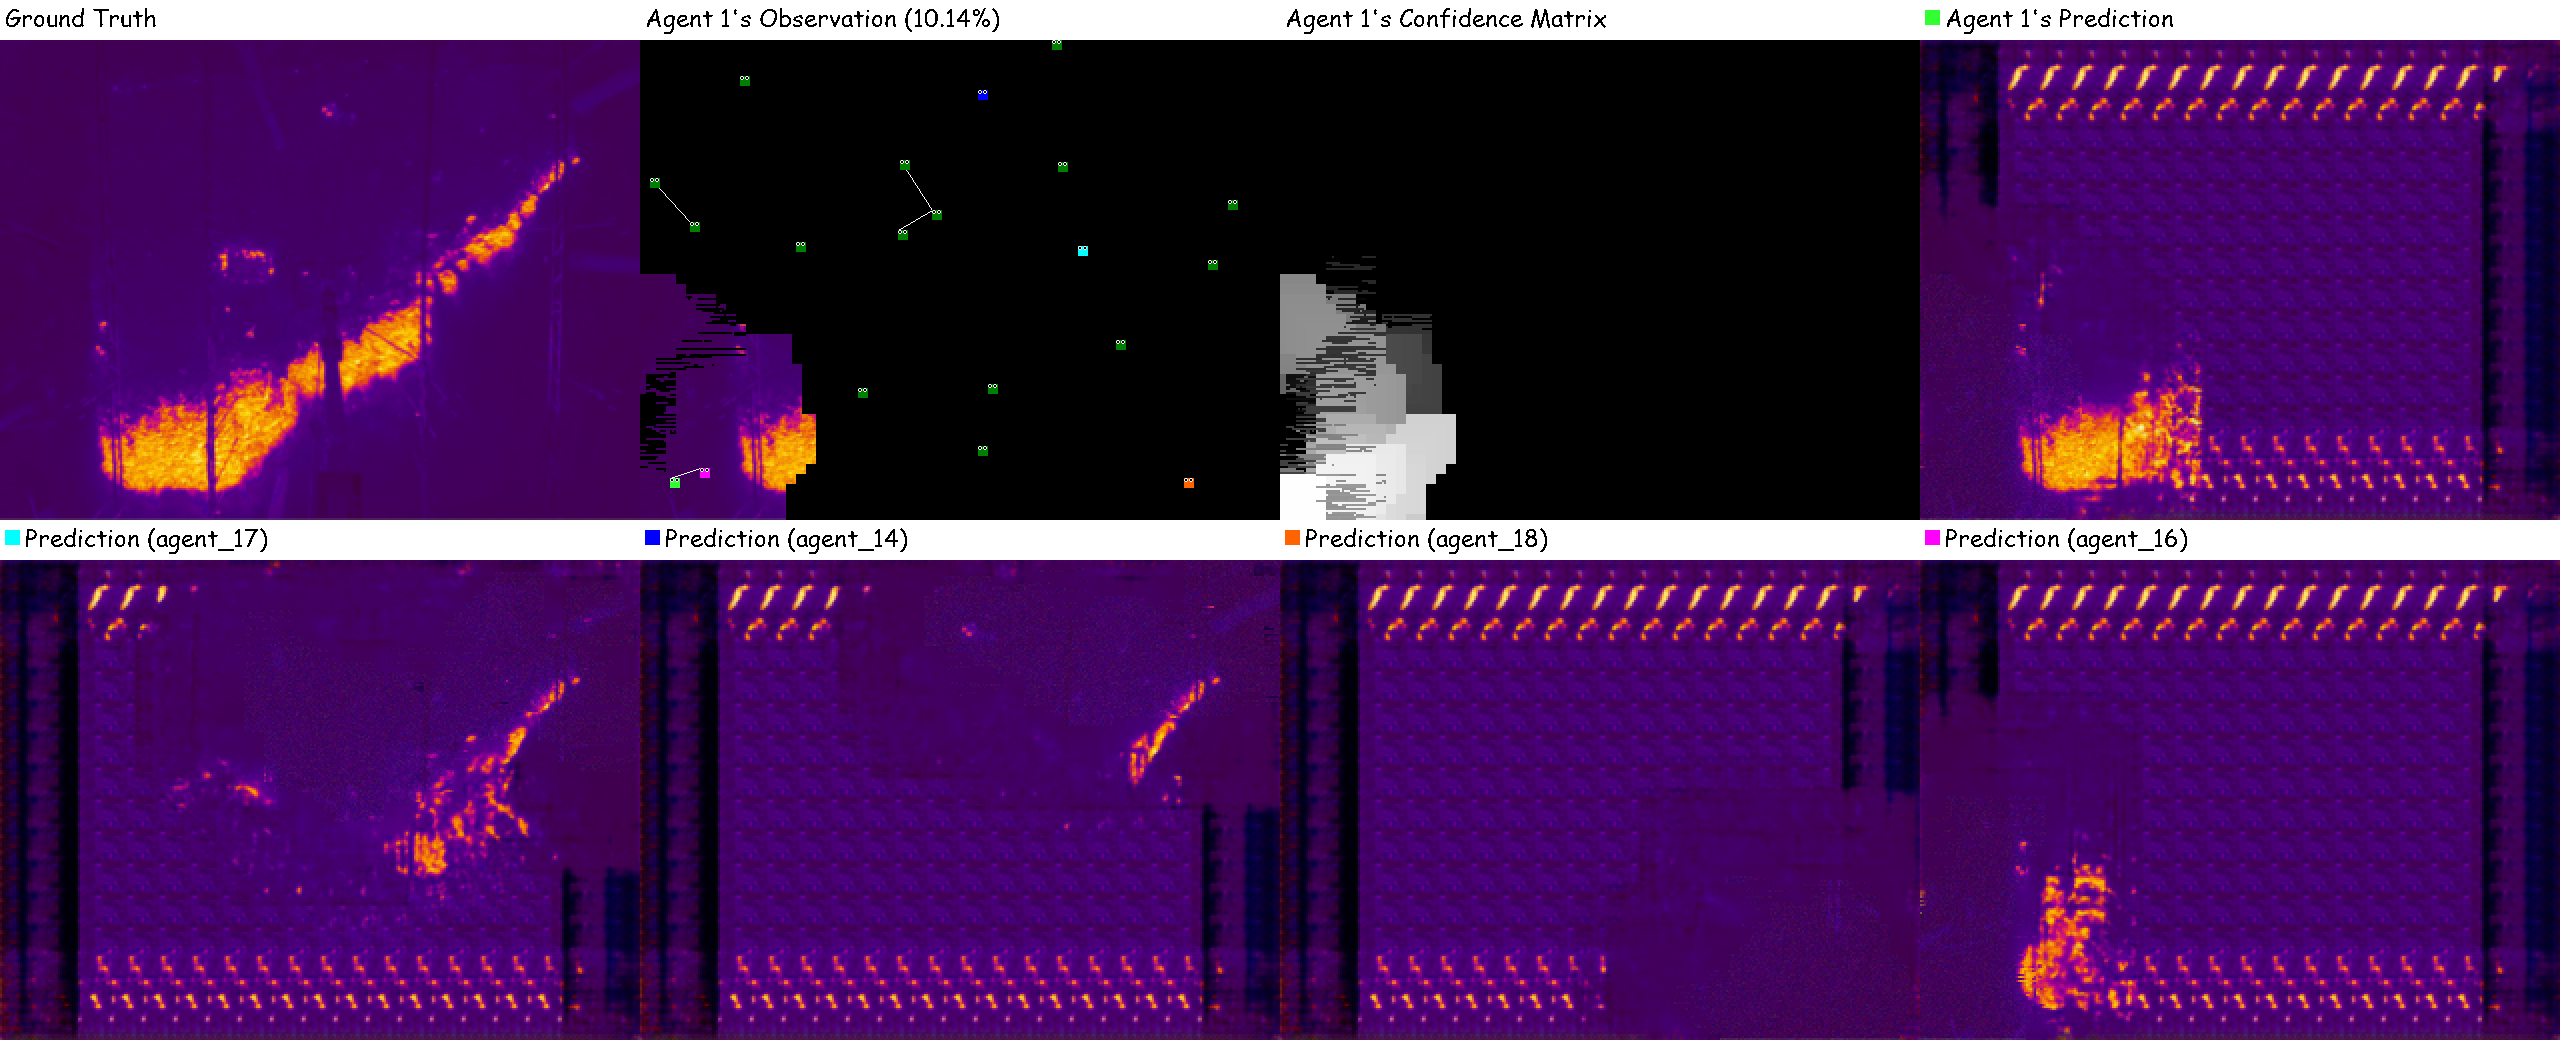 Ground Truth
Agent 1's Observation (10.14%)
Agent 1's Confidence Matrix
Agent 1's Prediction
Prediction (agent_17)
Prediction (agent_14)
Prediction (agent_18)
Prediction (agent_16)